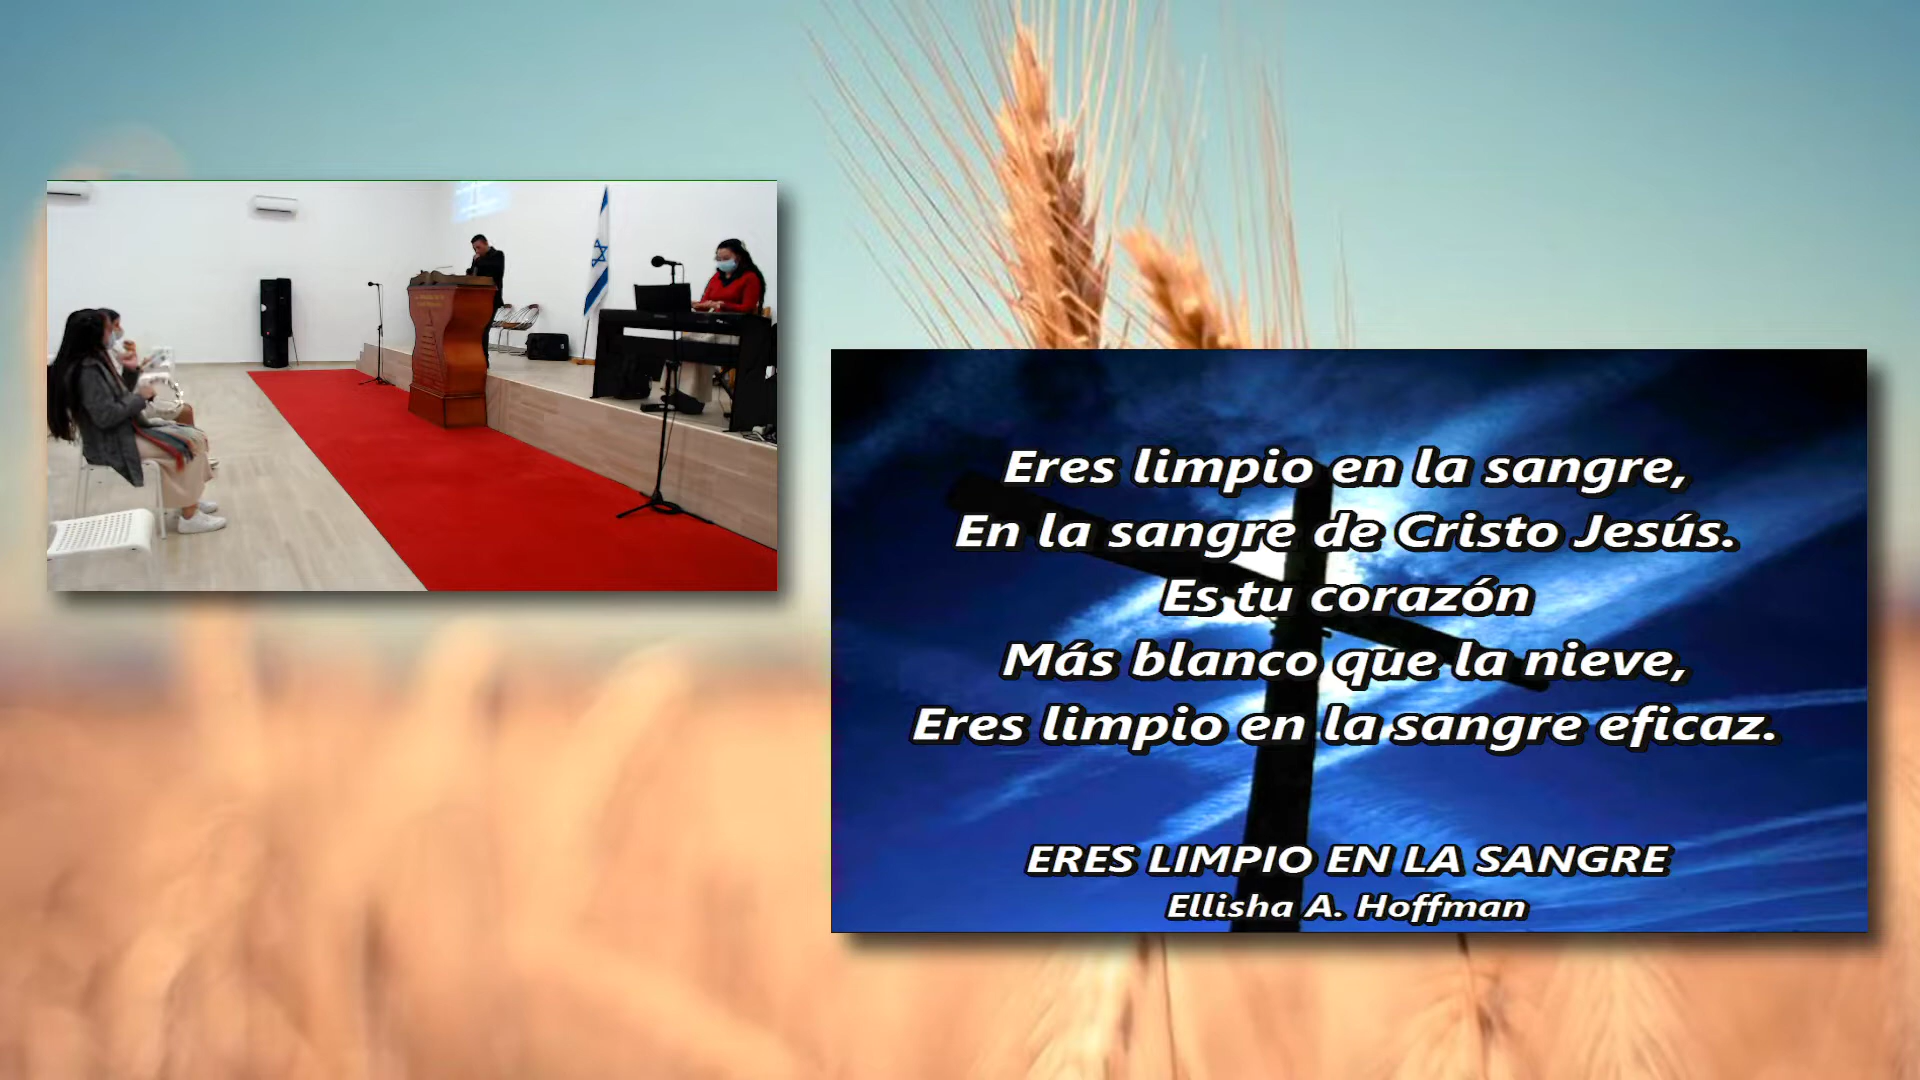 Eres limpio en la sangre,
En la sangre de Cristo Jesús.
Es tu corazón
Más blanco que la nieve,
Eres limpio en la sangre eficaz.
ERES LIMPIO EN LA SANGRE
Ellisha A. Hoffman